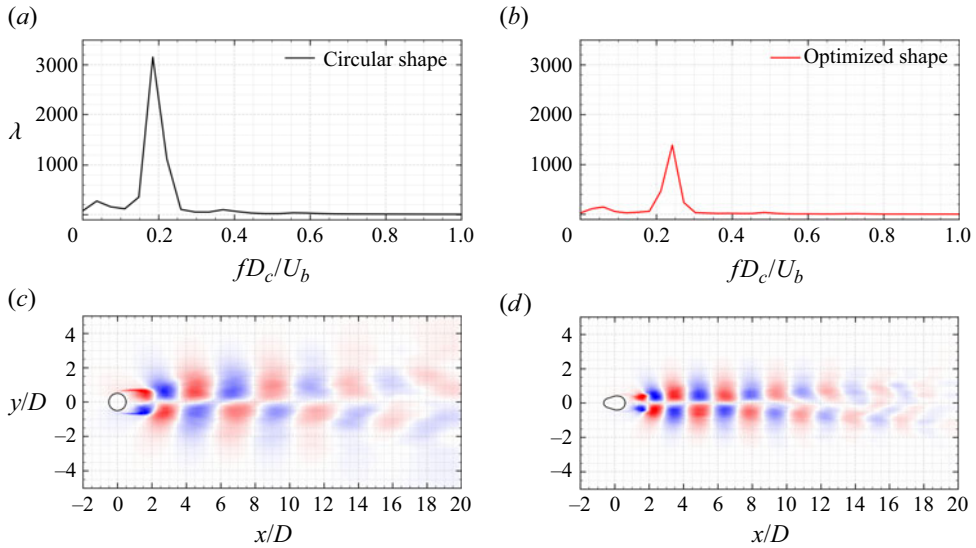 (a)
3000
2000
λ
1000
0 0.2 0.4 0.6 0.8 1.0
Circular shape
fD_c/U_b
(b)
3000
2000
1000
0 0.2 0.4 0.6 0.8 1.0
Optimized shape
fD_c/U_b
(c)
4
2
y/D 0
−2
−4
−2 0 2 4 6 8 10 12 14 16 18 20
x/D
(d)
4
2
0
−2
−4
−2 0 2 4 6 8 10 12 14 16 18 20
x/D